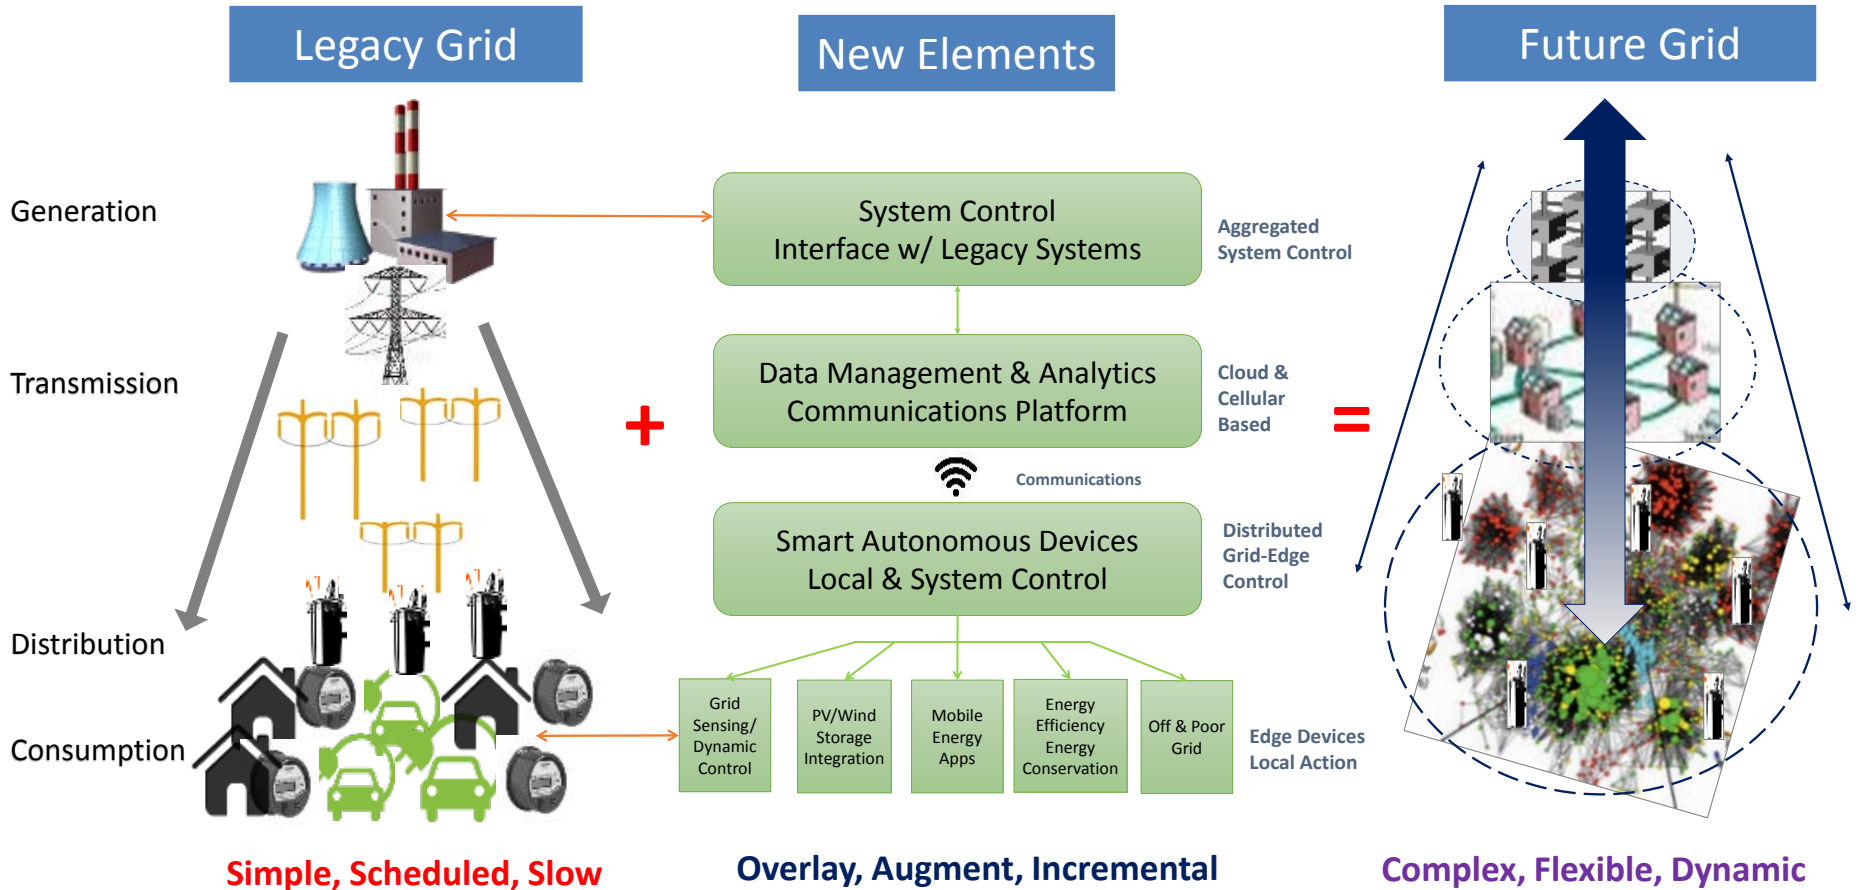 Legacy Grid
New Elements
Future Grid
Generation
Transmission
Distribution
Consumption
+
=
System Control
Interface w/ Legacy Systems
Aggregated
System Control
Data Management & Analytics
Communications Platform
Cloud &
Cellular
Based
Communications
Smart Autonomous Devices
Local & System Control
Distributed
Grid-Edge
Control
Grid
Sensing/
Dynamic
Control
PV/Wind
Storage
Integration
Mobile
Energy
Apps
Energy
Efficiency
Energy
Conservation
Off & Poor
Grid
Edge Devices
Local Action
Simple, Scheduled, Slow
Overlay, Augment, Incremental
Complex, Flexible, Dynamic